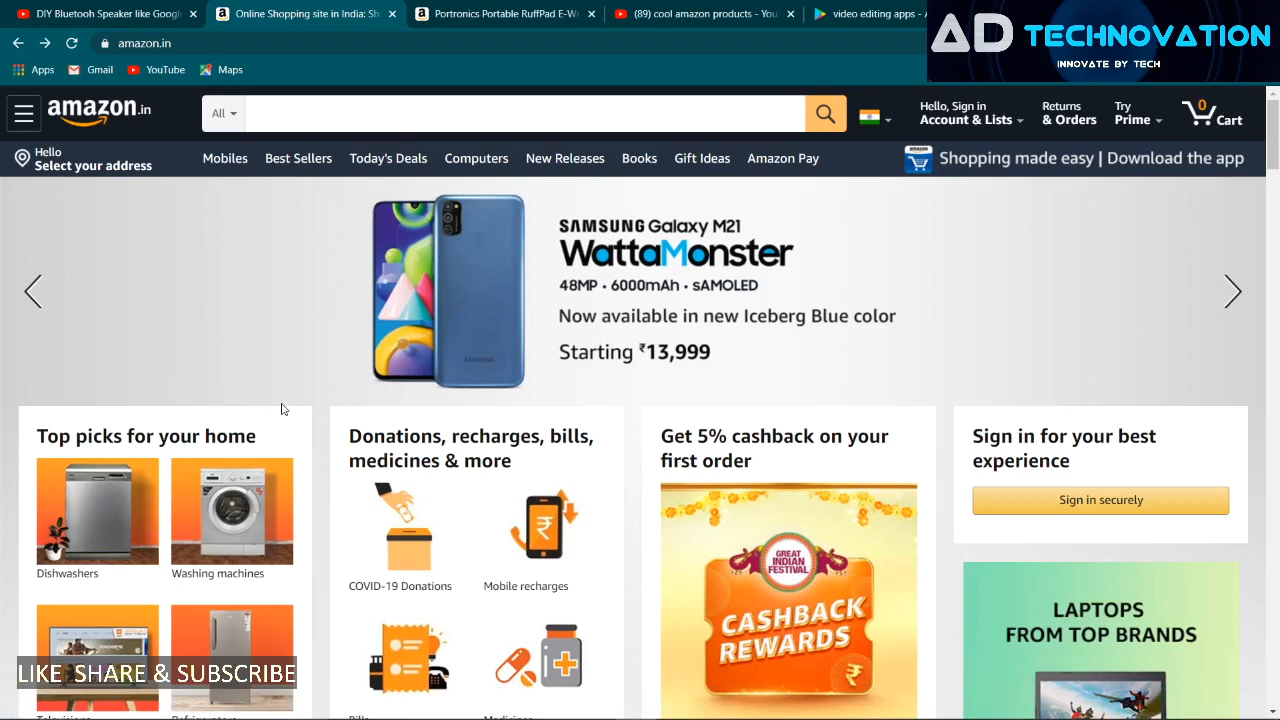 DIY Bluetooh Speaker like Googl
Online Shopping site in India: Sh
Portronics Portable RuffPad E-Wr
(89) cool amazon products - You
video editing apps - A
AD TECHNOVATION
INNOVATE BY TECH
amazon.in
Apps
Gmail
YouTube
Maps
amazon.in
All
Hello, Sign in
Account & Lists
Returns
& Orders
Try
Prime
0
Cart
Hello
Select your address
Mobiles
Best Sellers
Today's Deals
Computers
New Releases
Books
Gift Ideas
Amazon Pay
Shopping made easy | Download the app
SAMSUNG Galaxy M21
WattaMonster
48MP • 6000mAh • sAMOLED
Now available in new Iceberg Blue color
Starting ₹13,999
Top picks for your home
Dishwashers
Washing machines
LIKE SHARE & SUBSCRIBE
Donations, recharges, bills,
medicines & more
COVID-19 Donations
Mobile recharges
Get 5% cashback on your
first order
GREAT
INDIAN
FESTIVAL
CASHBACK
REWARDS
Sign in for your best
experience
Sign in securely
LAPTOPS
FROM TOP BRANDS